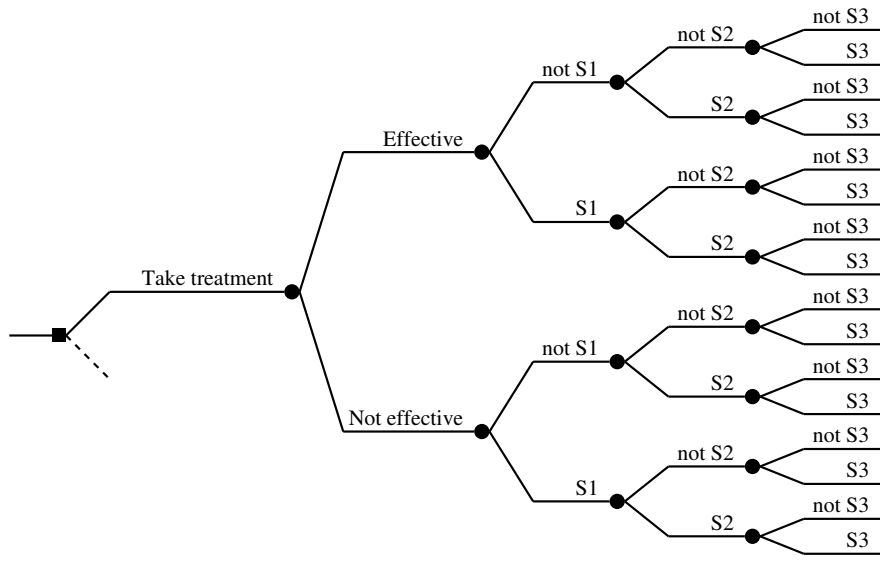 not S3
not S2
S3
not S1
not S3
S2
S3
Effective
not S3
not S2
S3
S1
not S3
S2
S3
Take treatment
not S3
not S2
S3
not S1
not S3
S2
S3
Not effective
not S3
not S2
S3
S1
not S3
S2
S3